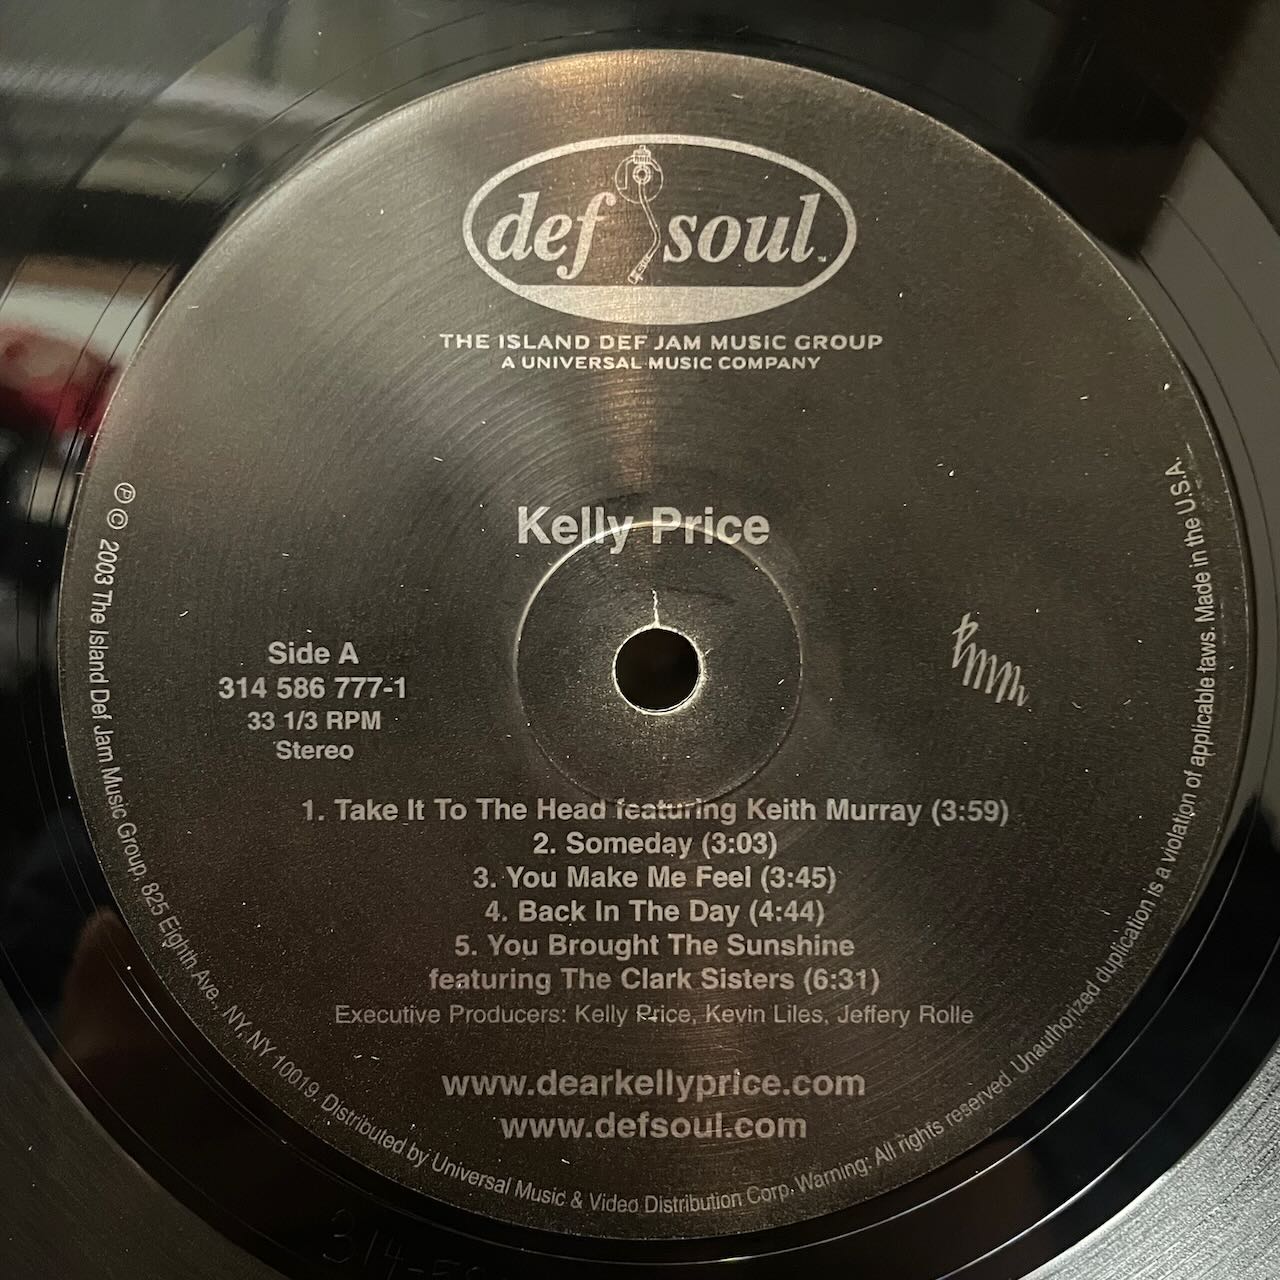 def soul™
THE ISLAND DEF JAM MUSIC GROUP
A UNIVERSAL MUSIC COMPANY
Kelly Price
Side A
314 586 777-1
33 1/3 RPM
Stereo
1. Take It To The Head featuring Keith Murray (3:59)
2. Someday (3:03)
3. You Make Me Feel (3:45)
4. Back In The Day (4:44)
5. You Brought The Sunshine
featuring The Clark Sisters (6:31)
Executive Producers: Kelly Price, Kevin Liles, Jeffery Rolle
www.dearkellyprice.com
www.defsoul.com
℗ © 2003 The Island Def Jam Music Group, 825 Eighth Ave., NY, NY 10019. Distributed by Universal Music & Video Distribution Corp. Warning: All rights reserved. Unauthorized duplication is a violation of applicable laws. Made in the U.S.A.